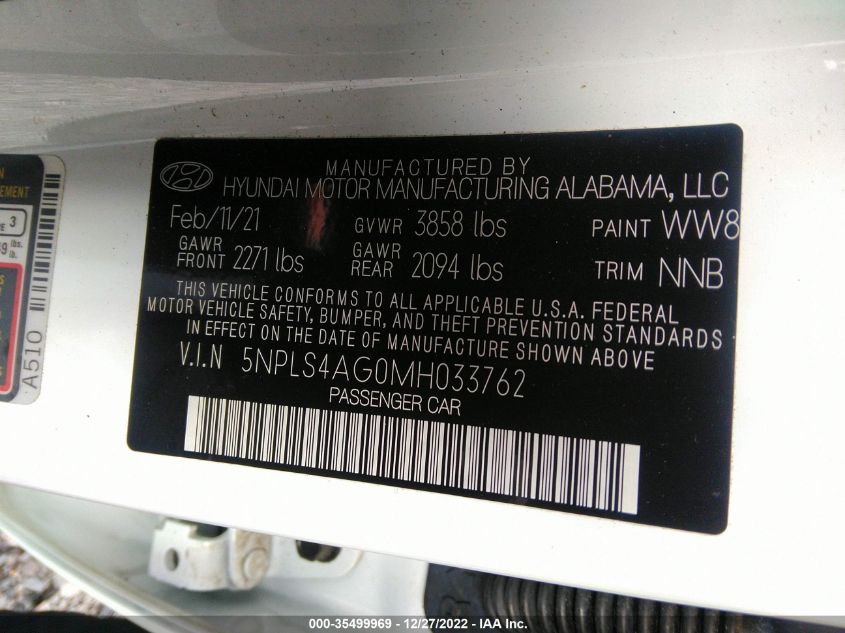 MANUFACTURED BY
HYUNDAI MOTOR MANUFACTURING ALABAMA, LLC
Feb/11/21 GVWR 3858 lbs PAINT WW8
GAWR FRONT 2271 lbs GAWR REAR 2094 lbs TRIM NNB
THIS VEHICLE CONFORMS TO ALL APPLICABLE U.S.A. FEDERAL
MOTOR VEHICLE SAFETY, BUMPER, AND THEFT PREVENTION STANDARDS
IN EFFECT ON THE DATE OF MANUFACTURE SHOWN ABOVE.
V.I.N 5NPLS4AG0MH033762
PASSENGER CAR
3
lbs.
A510
000-35499969 - 12/27/2022 - IAA Inc.